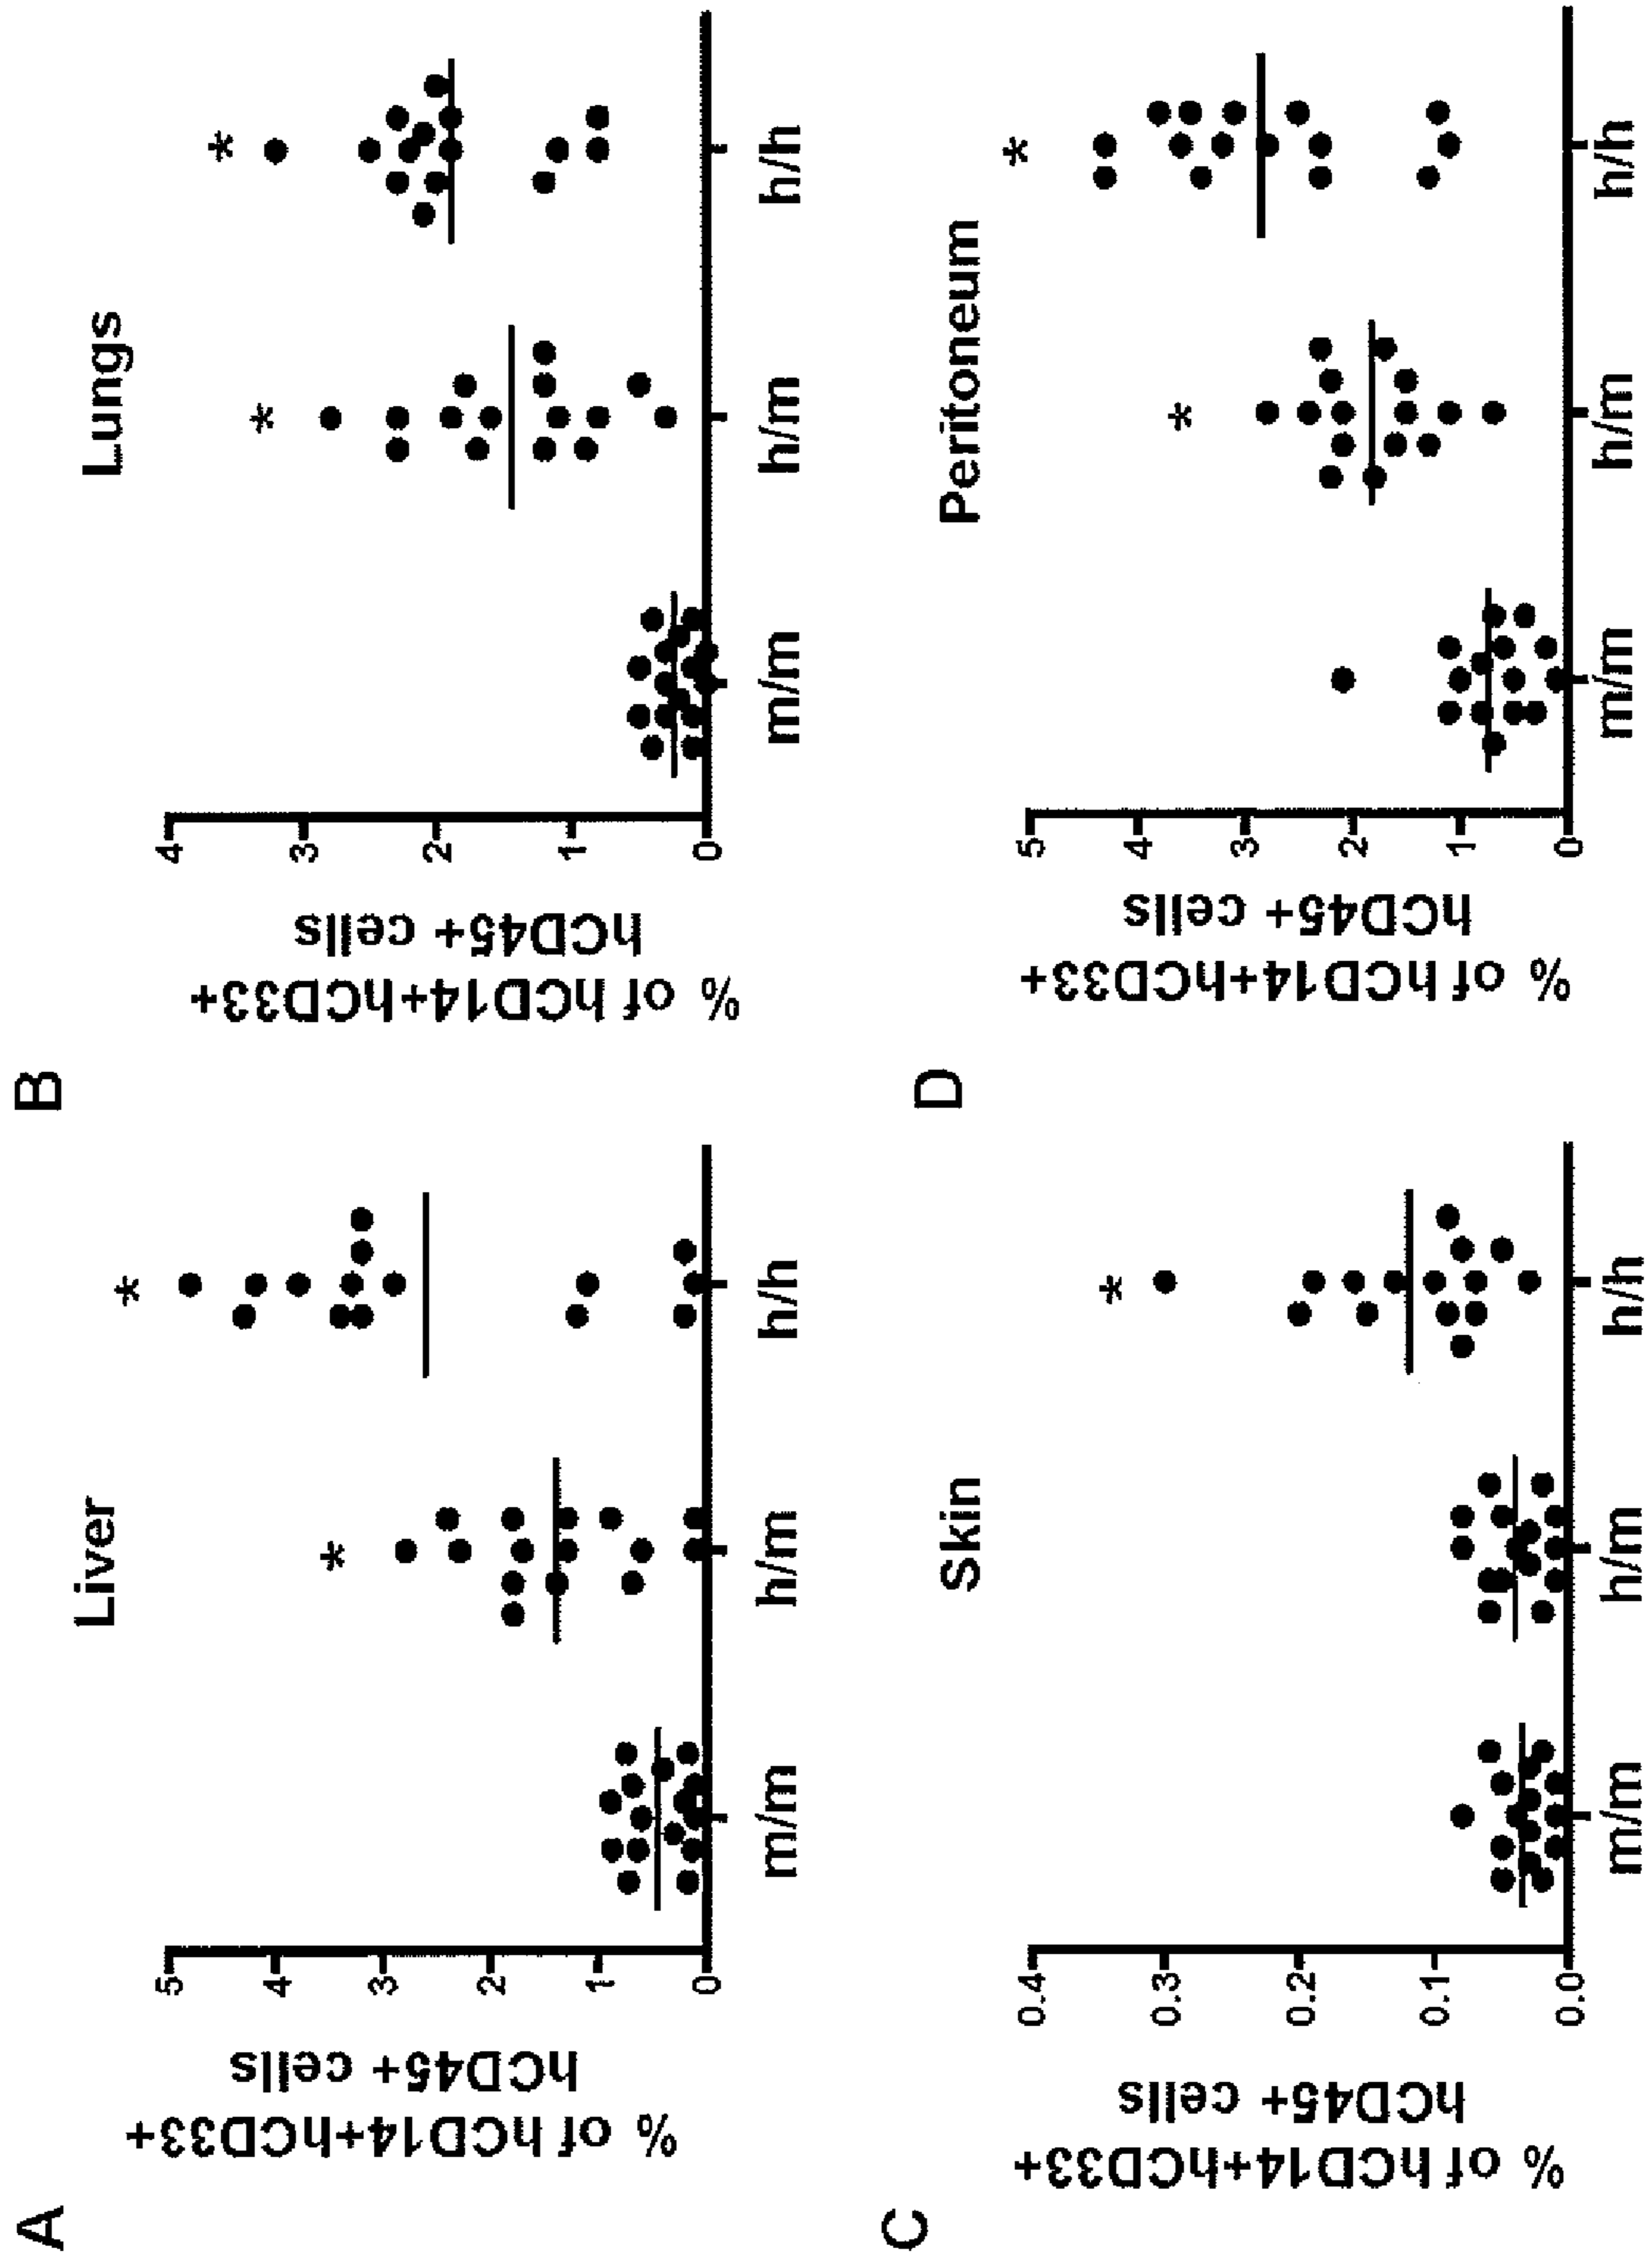 A
Liver
% of hCD14+hCD33+
hCD45+ cells
5
4
3
2
1
0
*
*
m/m
h/m
h/h
B
Lungs
% of hCD14+hCD33+
hCD45+ cells
4
3
2
1
0
*
*
m/m
h/m
h/h
C
Skin
% of hCD14+hCD33+
hCD45+ cells
0.4
0.3
0.2
0.1
0.0
*
m/m
h/m
h/h
D
Peritoneum
% of hCD14+hCD33+
hCD45+ cells
5
4
3
2
1
0
*
*
m/m
h/m
h/h